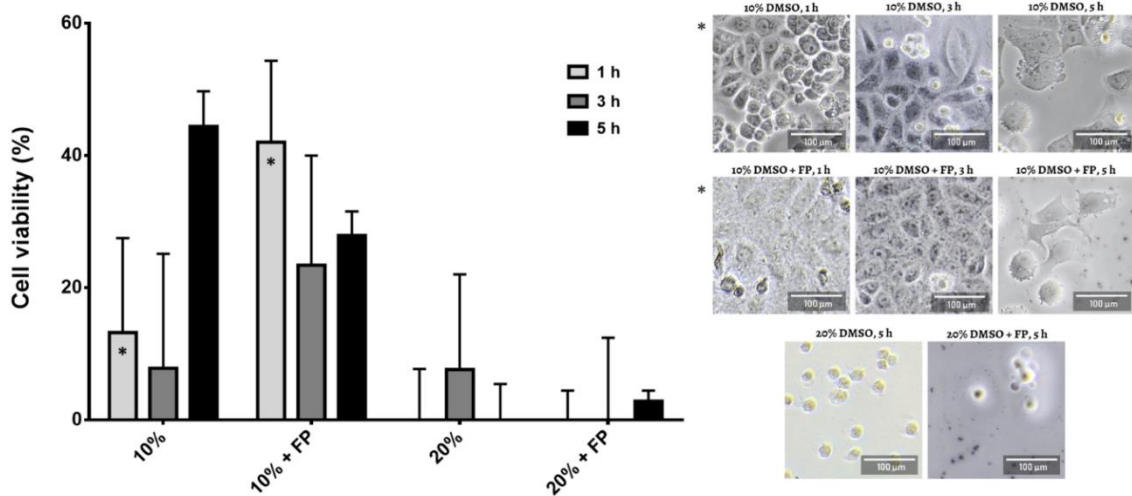 60
40
20
0
Cell viability (%)
1 h
3 h
5 h
*
*
10%
10% + FP
20%
20% + FP
*
10% DMSO, 1 h
10% DMSO, 3 h
10% DMSO, 5 h
100 µm
100 µm
100 µm
*
10% DMSO + FP, 1 h
10% DMSO + FP, 3 h
10% DMSO + FP, 5 h
100 µm
100 µm
100 µm
20% DMSO, 5 h
20% DMSO + FP, 5 h
100 µm
100 µm